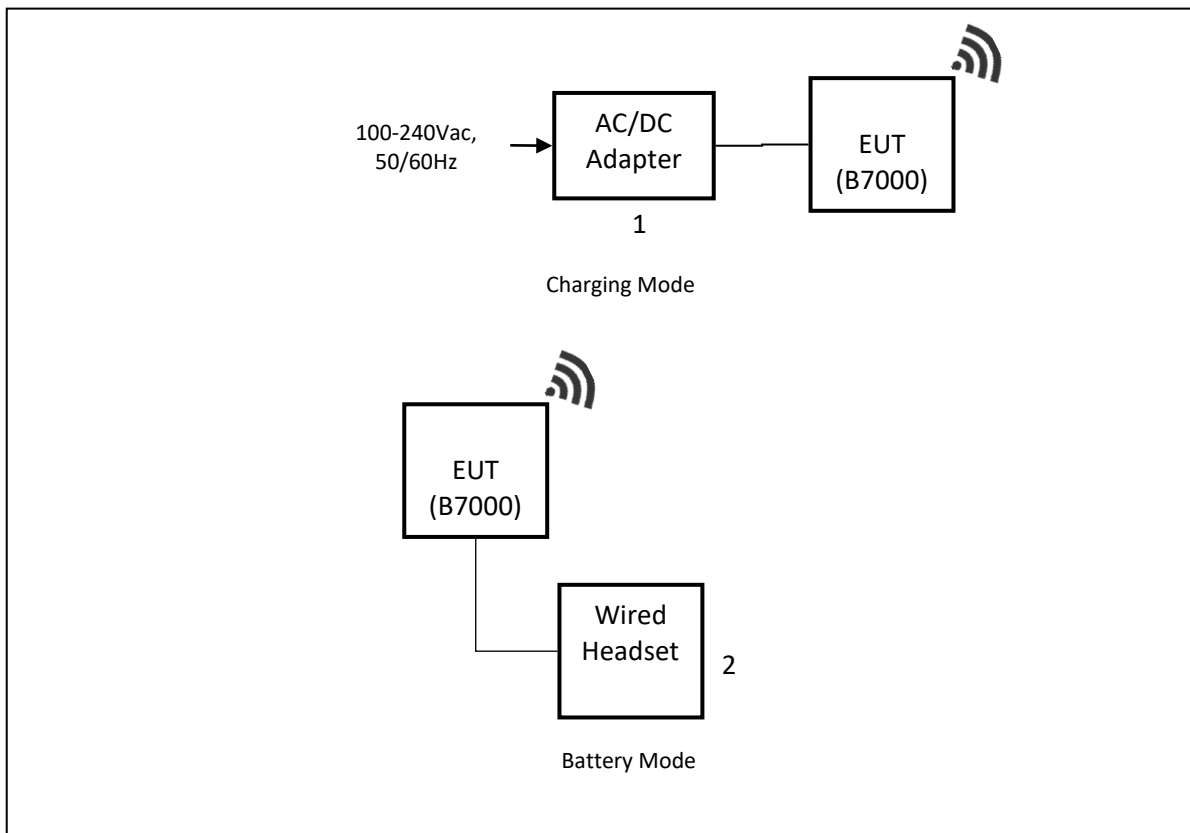 100-240Vac,
50/60Hz
AC/DC
Adapter
1
EUT
(B7000)
Charging Mode
EUT
(B7000)
Wired
Headset
2
Battery Mode